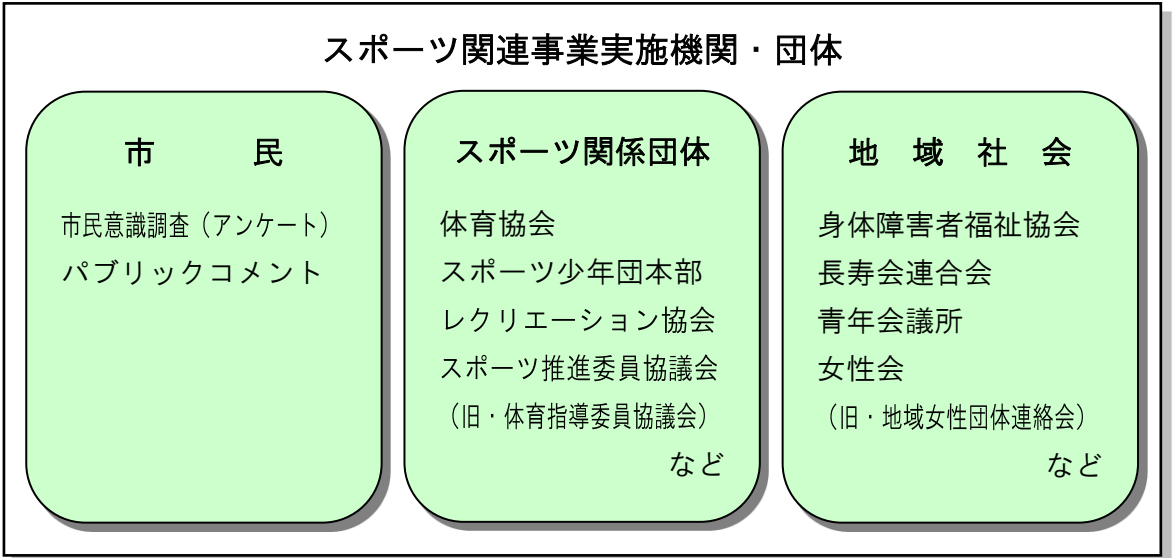 スポーツ関連事業実施機関・団体
市民
市民意識調査（アンケート）
パブリックコメント
スポーツ関係団体
体育協会
スポーツ少年団本部
レクリエーション協会
スポーツ推進委員協議会
（旧・体育指導委員協議会）
など
地域社会
身体障害者福祉協会
長寿会連合会
青年会議所
女性会
（旧・地域女性団体連絡会）
など